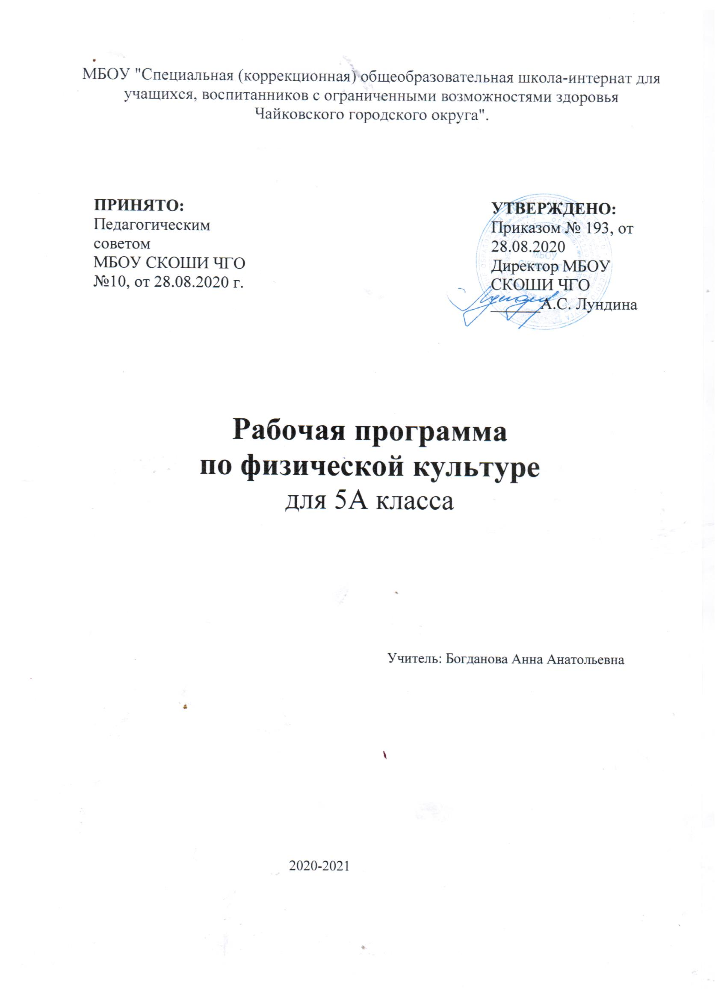 МБОУ "Специальная (коррекционная) общеобразовательная школа-интернат для
учащихся, воспитанников с ограниченными возможностями здоровья
Чайковского городского округа".
ПРИНЯТО:
Педагогическим
советом
МБОУ СКОШИ ЧГО
№10, от 28.08.2020 г.
УТВЕРЖДЕНО:
Приказом № 193, от
28.08.2020
Директор МБОУ
СКОШИ ЧГО
______А.С. Лундина
МБОУ
Рабочая программа
по физической культуре
для 5А класса
Учитель: Богданова Анна Анатольевна
2020-2021